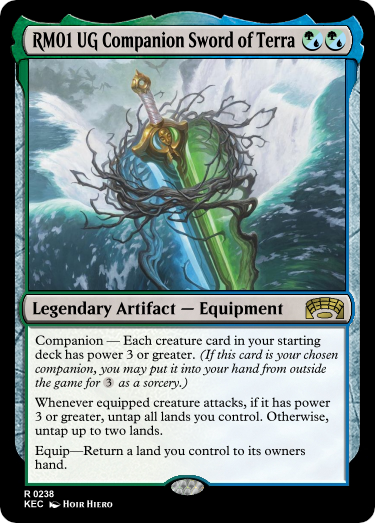 RM01 UG Companion Sword of Terra
Legendary Artifact — Equipment
Companion — Each creature card in your starting
deck has power 3 or greater. (If this card is your chosen
companion, you may put it into your hand from outside
the game for 3 as a sorcery.)
Whenever equipped creature attacks, if it has power
3 or greater, untap all lands you control. Otherwise,
untap up to two lands.
Equip—Return a land you control to its owners
hand.
R 0238
KEC Hoir Hiero